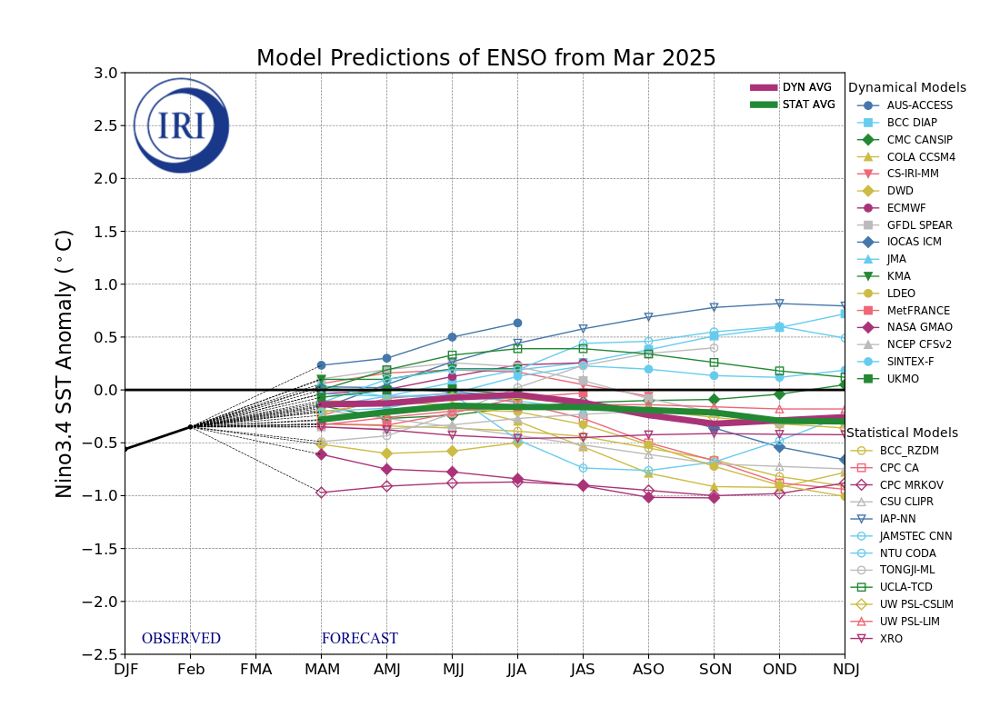 Model Predictions of ENSO from Mar 2025
Nino3.4 SST Anomaly (°C)
3.0
2.5
2.0
1.5
1.0
0.5
0.0
−0.5
−1.0
−1.5
−2.0
−2.5
IRI
DYN AVG
STAT AVG
OBSERVED
FORECAST
DJF Feb FMA MAM AMJ MJJ JJA JAS ASO SON OND NDJ
Dynamical Models
AUS-ACCESS
BCC DIAP
CMC CANSIP
COLA CCSM4
CS-IRI-MM
DWD
ECMWF
GFDL SPEAR
IOCAS ICM
JMA
KMA
LDEO
MetFRANCE
NASA GMAO
NCEP CFSv2
SINTEX-F
UKMO
Statistical Models
BCC_RZDM
CPC CA
CPC MRKOV
CSU CLIPR
IAP-NN
JAMSTEC CNN
NTU CODA
TONGJI-ML
UCLA-TCD
UW PSL-CSLIM
UW PSL-LIM
XRO